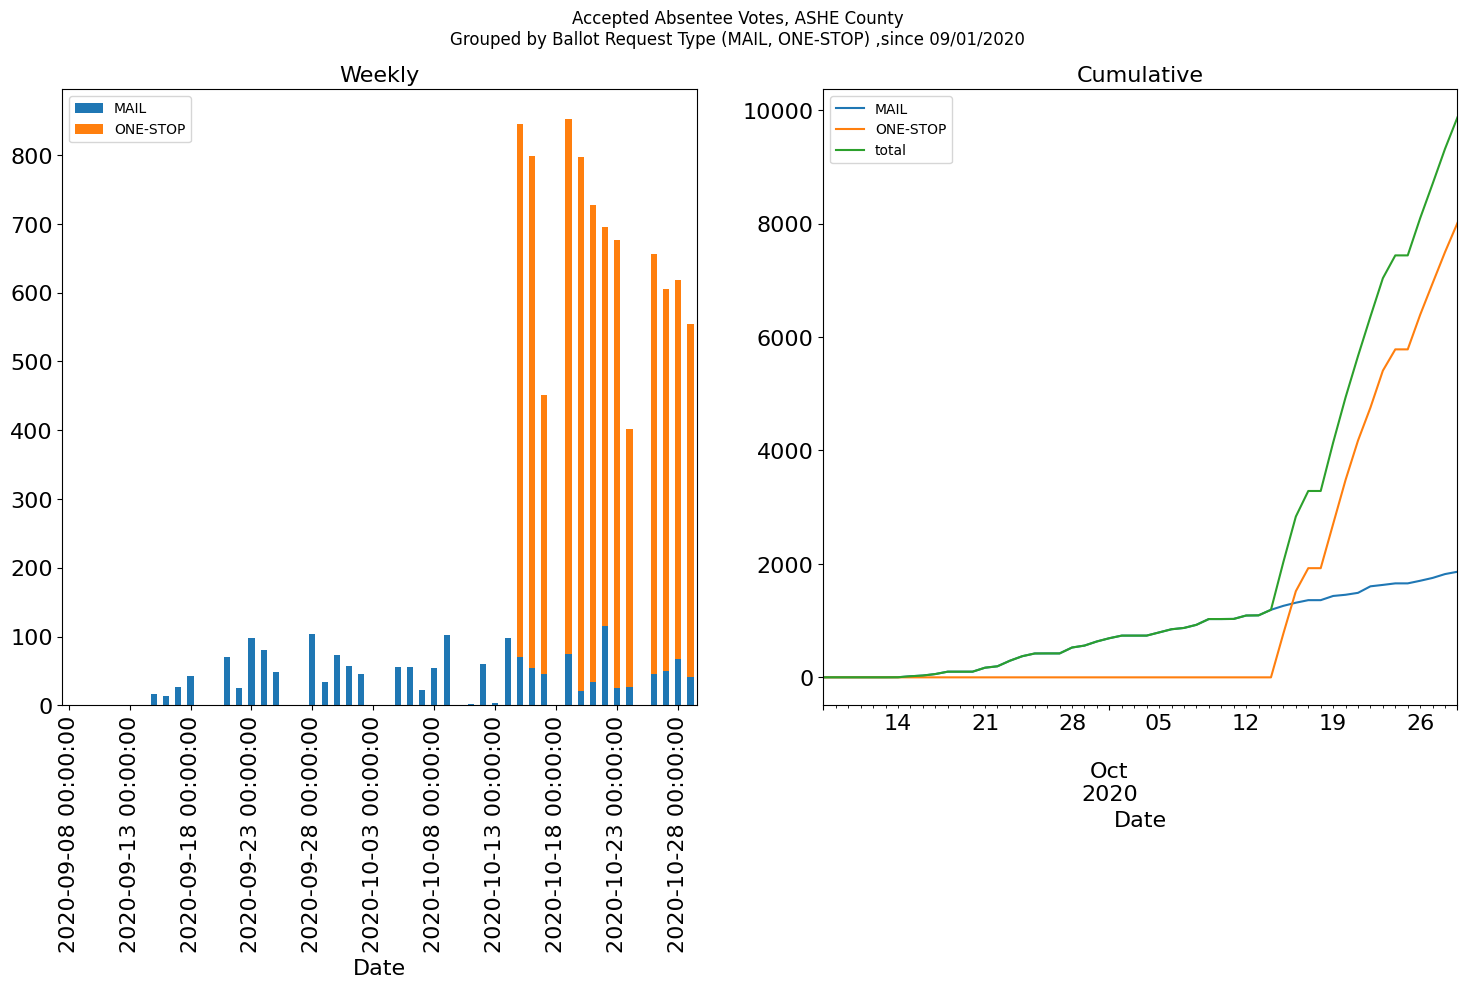 Accepted Absentee Votes, ASHE County
Grouped by Ballot Request Type (MAIL, ONE-STOP) ,since 09/01/2020
Weekly
MAIL
ONE-STOP
800
700
600
500
400
300
200
100
0
2020-09-08 00:00:00
2020-09-13 00:00:00
2020-09-18 00:00:00
2020-09-23 00:00:00
2020-09-28 00:00:00
2020-10-03 00:00:00
2020-10-08 00:00:00
2020-10-13 00:00:00
2020-10-18 00:00:00
2020-10-23 00:00:00
2020-10-28 00:00:00
Date
Cumulative
MAIL
ONE-STOP
total
10000
8000
6000
4000
2000
0
14 21 28 05 12 19 26
Oct
2020
Date